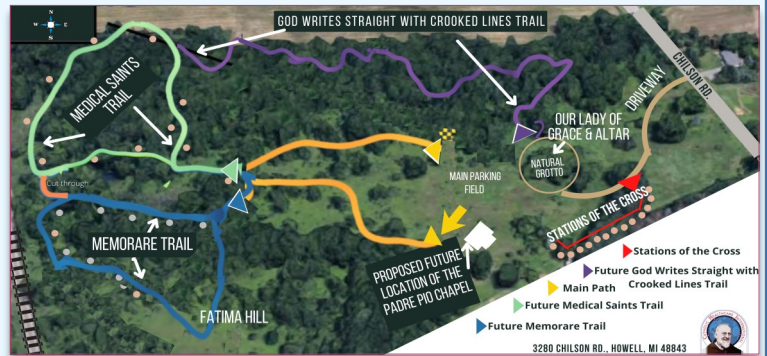 GOD WRITES STRAIGHT WITH CROOKED LINES TRAIL
N
W
E
S
CHILSON RD.
DRIVEWAY
MEDICAL SAINTS
TRAIL
OUR LADY OF
GRACE & ALTAR
NATURAL
GROTTO
MAIN PARKING
FIELD
Cut through
STATIONS OF THE CROSS
MEMORARE TRAIL
PROPOSED FUTURE
LOCATION OF THE
PADRE PIO CHAPEL
FATIMA HILL
Stations of the Cross
Future God Writes Straight with
Crooked Lines Trail
Main Path
Future Medical Saints Trail
Future Memorare Trail
3280 CHILSON RD., HOWELL, MI 48843